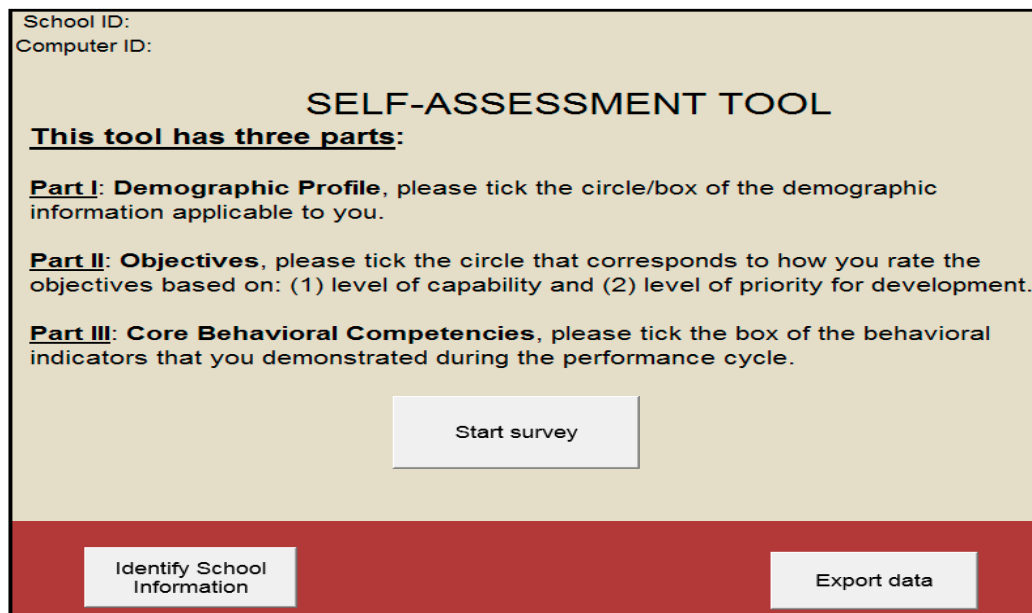 School ID:
Computer ID:
SELF-ASSESSMENT TOOL
This tool has three parts:
Part I: Demographic Profile, please tick the circle/box of the demographic
information applicable to you.
Part II: Objectives, please tick the circle that corresponds to how you rate the
objectives based on: (1) level of capability and (2) level of priority for development.
Part III: Core Behavioral Competencies, please tick the box of the behavioral
indicators that you demonstrated during the performance cycle.
Start survey
Identify School
Information
Export data